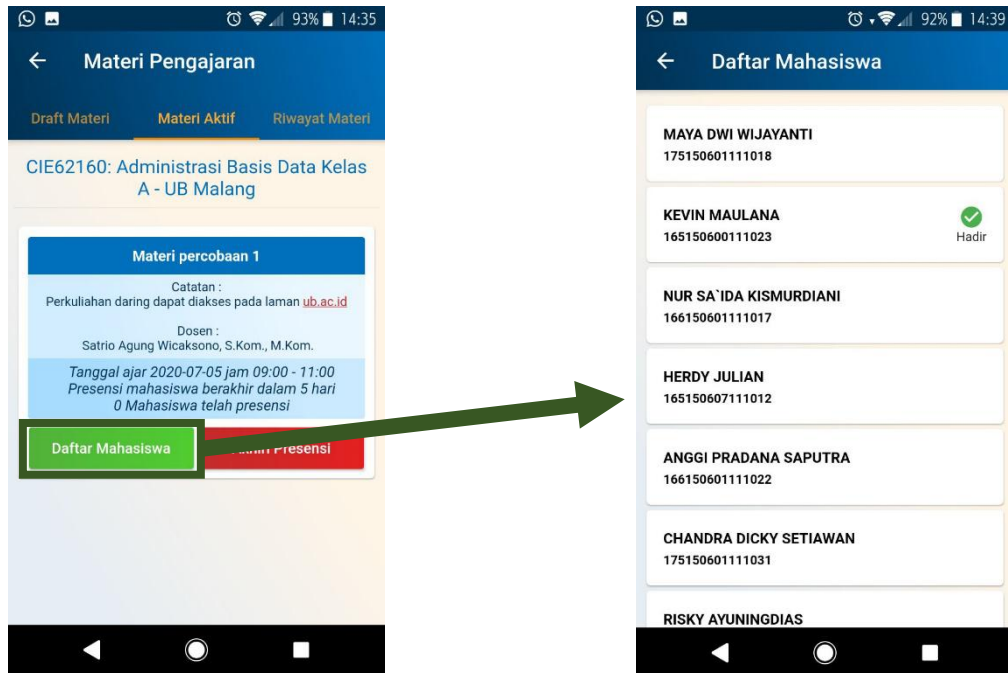 93% 14:35
Materi Pengajaran
Draft Materi Materi Aktif Riwayat Materi
CIE62160: Administrasi Basis Data Kelas
A - UB Malang
Materi percobaan 1
Catatan :
Perkuliahan daring dapat diakses pada laman ub.ac.id
Dosen :
Satrio Agung Wicaksono, S.Kom., M.Kom.
Tanggal ajar 2020-07-05 jam 09:00 - 11:00
Presensi mahasiswa berakhir dalam 5 hari
0 Mahasiswa telah presensi
Daftar Mahasiswa
Presensi
92% 14:39
Daftar Mahasiswa
MAYA DWI WIJAYANTI
175150601111018
KEVIN MAULANA
165150600111023
Hadir
NUR SA`IDA KISMURDIANI
166150601111017
HERDY JULIAN
165150607111012
ANGGI PRADANA SAPUTRA
166150601111022
CHANDRA DICKY SETIAWAN
175150601111031
RISKY AYUNINGDIAS